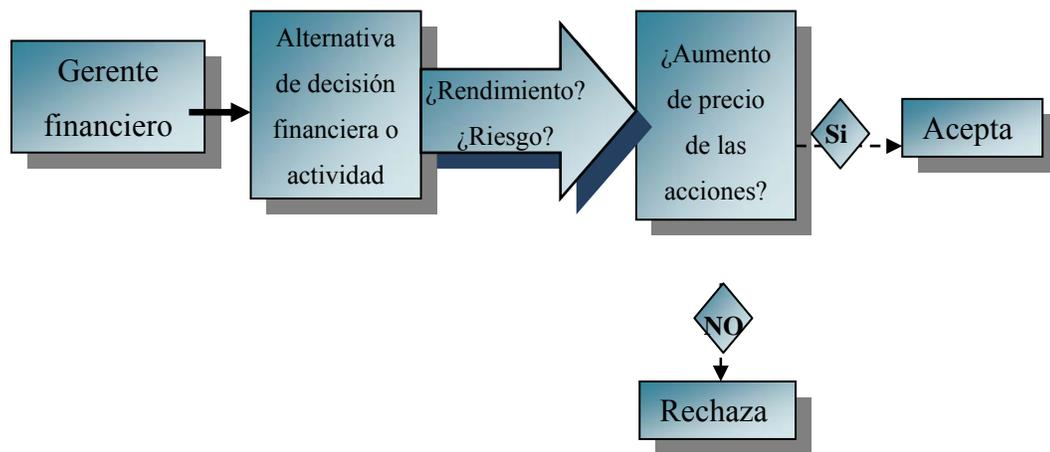 Gerente
financiero
Alternativa
de decisión
financiera o
actividad
¿Rendimiento?
¿Riesgo?
¿Aumento
de precio
de las
acciones?
Si
Acepta
NO
Rechaza